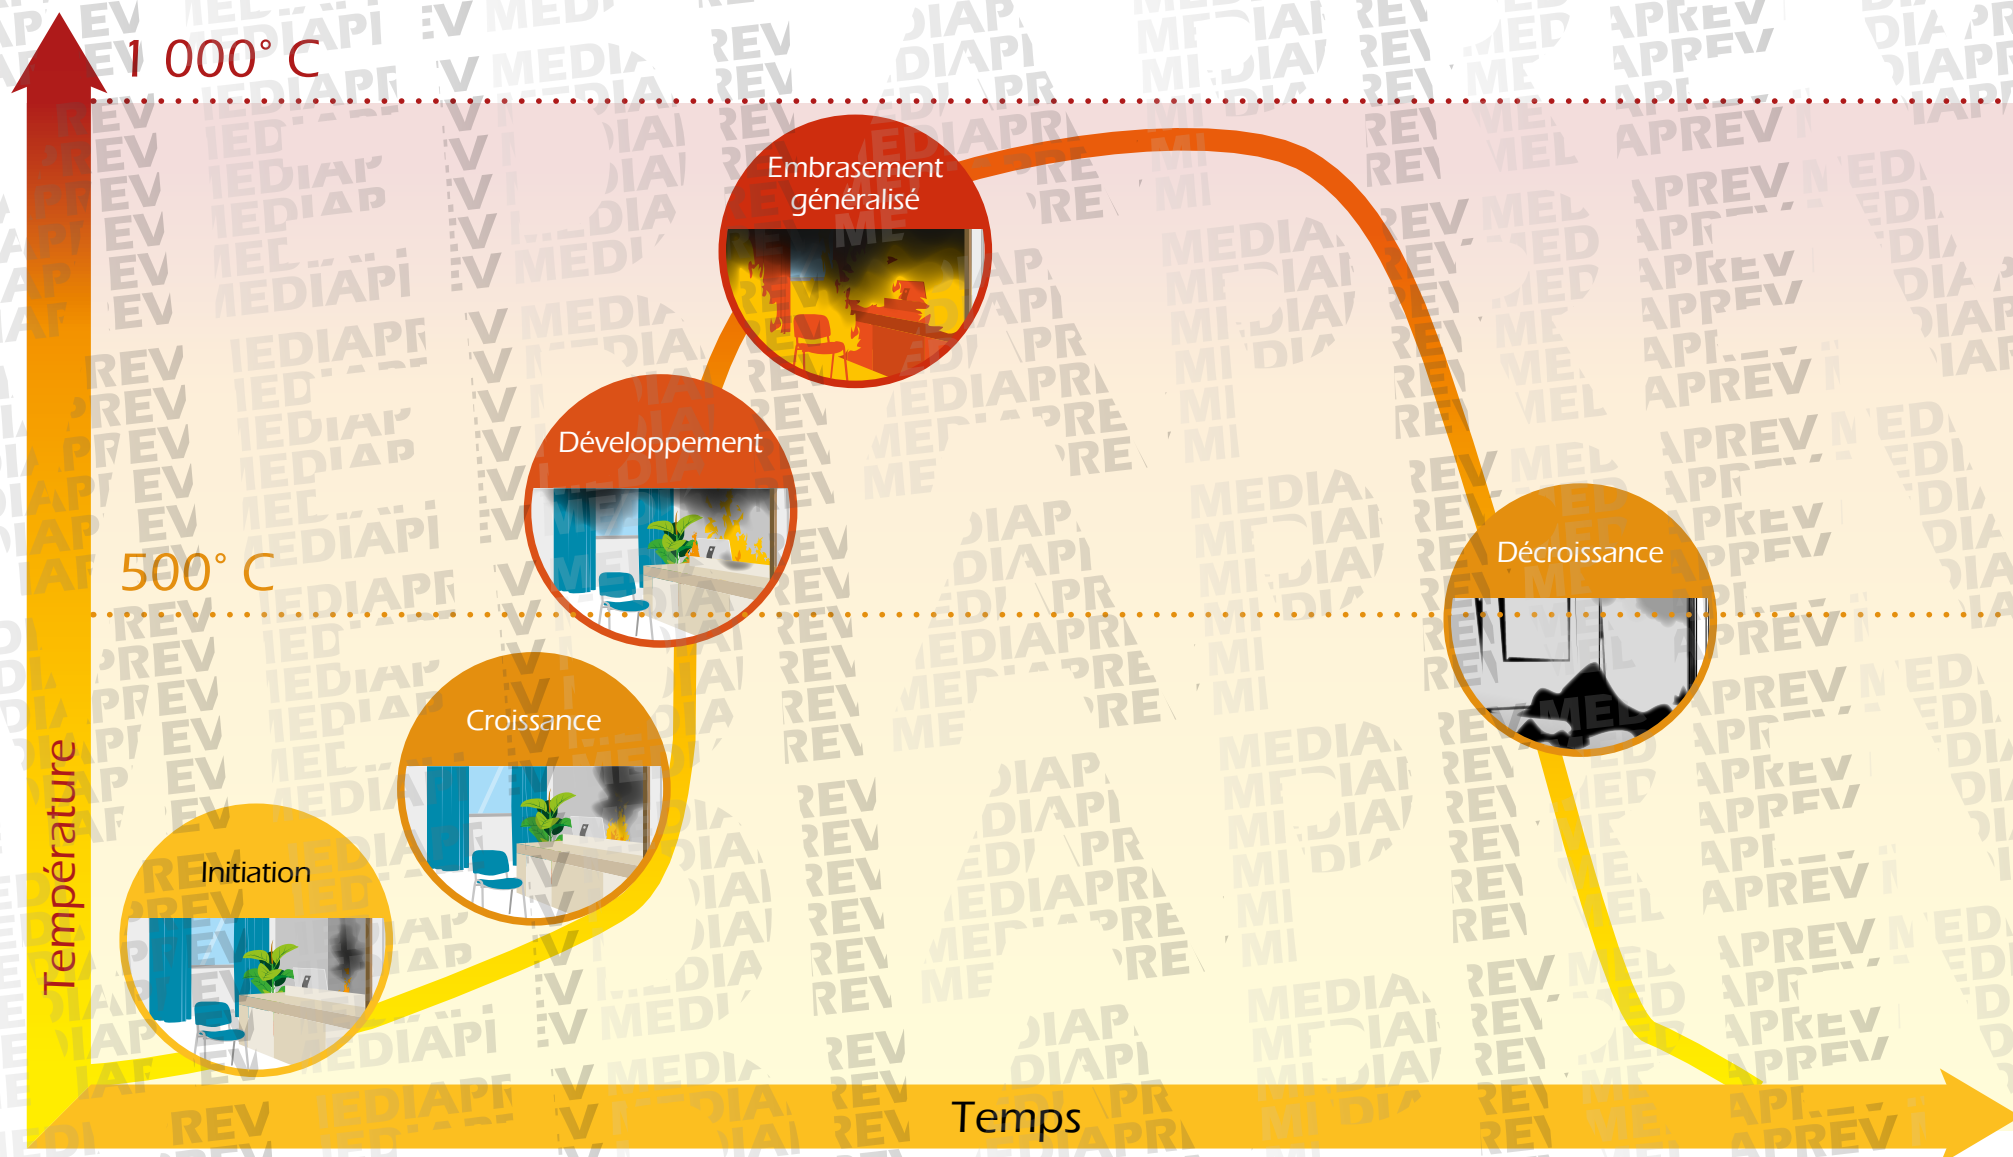 1 000° C
Embrasement
généralisé
Développement
500° C
Décroissance
Croissance
Initiation
Température
Temps